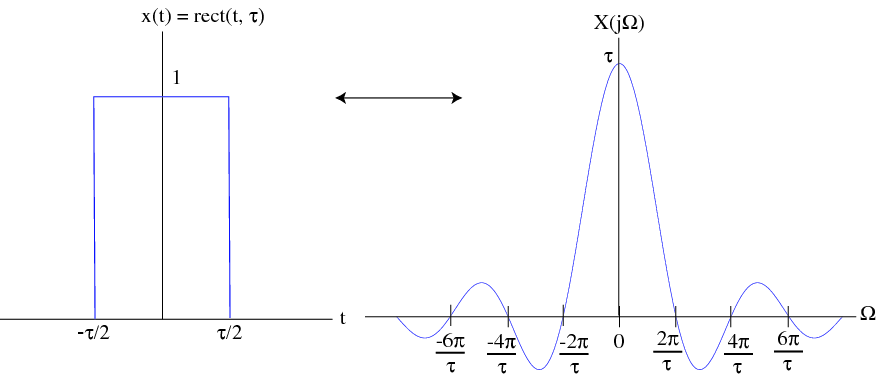 x(t) = rect(t, τ)
1
-τ/2
τ/2
t
X(jΩ)
τ
-6π
τ
-4π
τ
-2π
τ
0
2π
τ
4π
τ
6π
τ
Ω